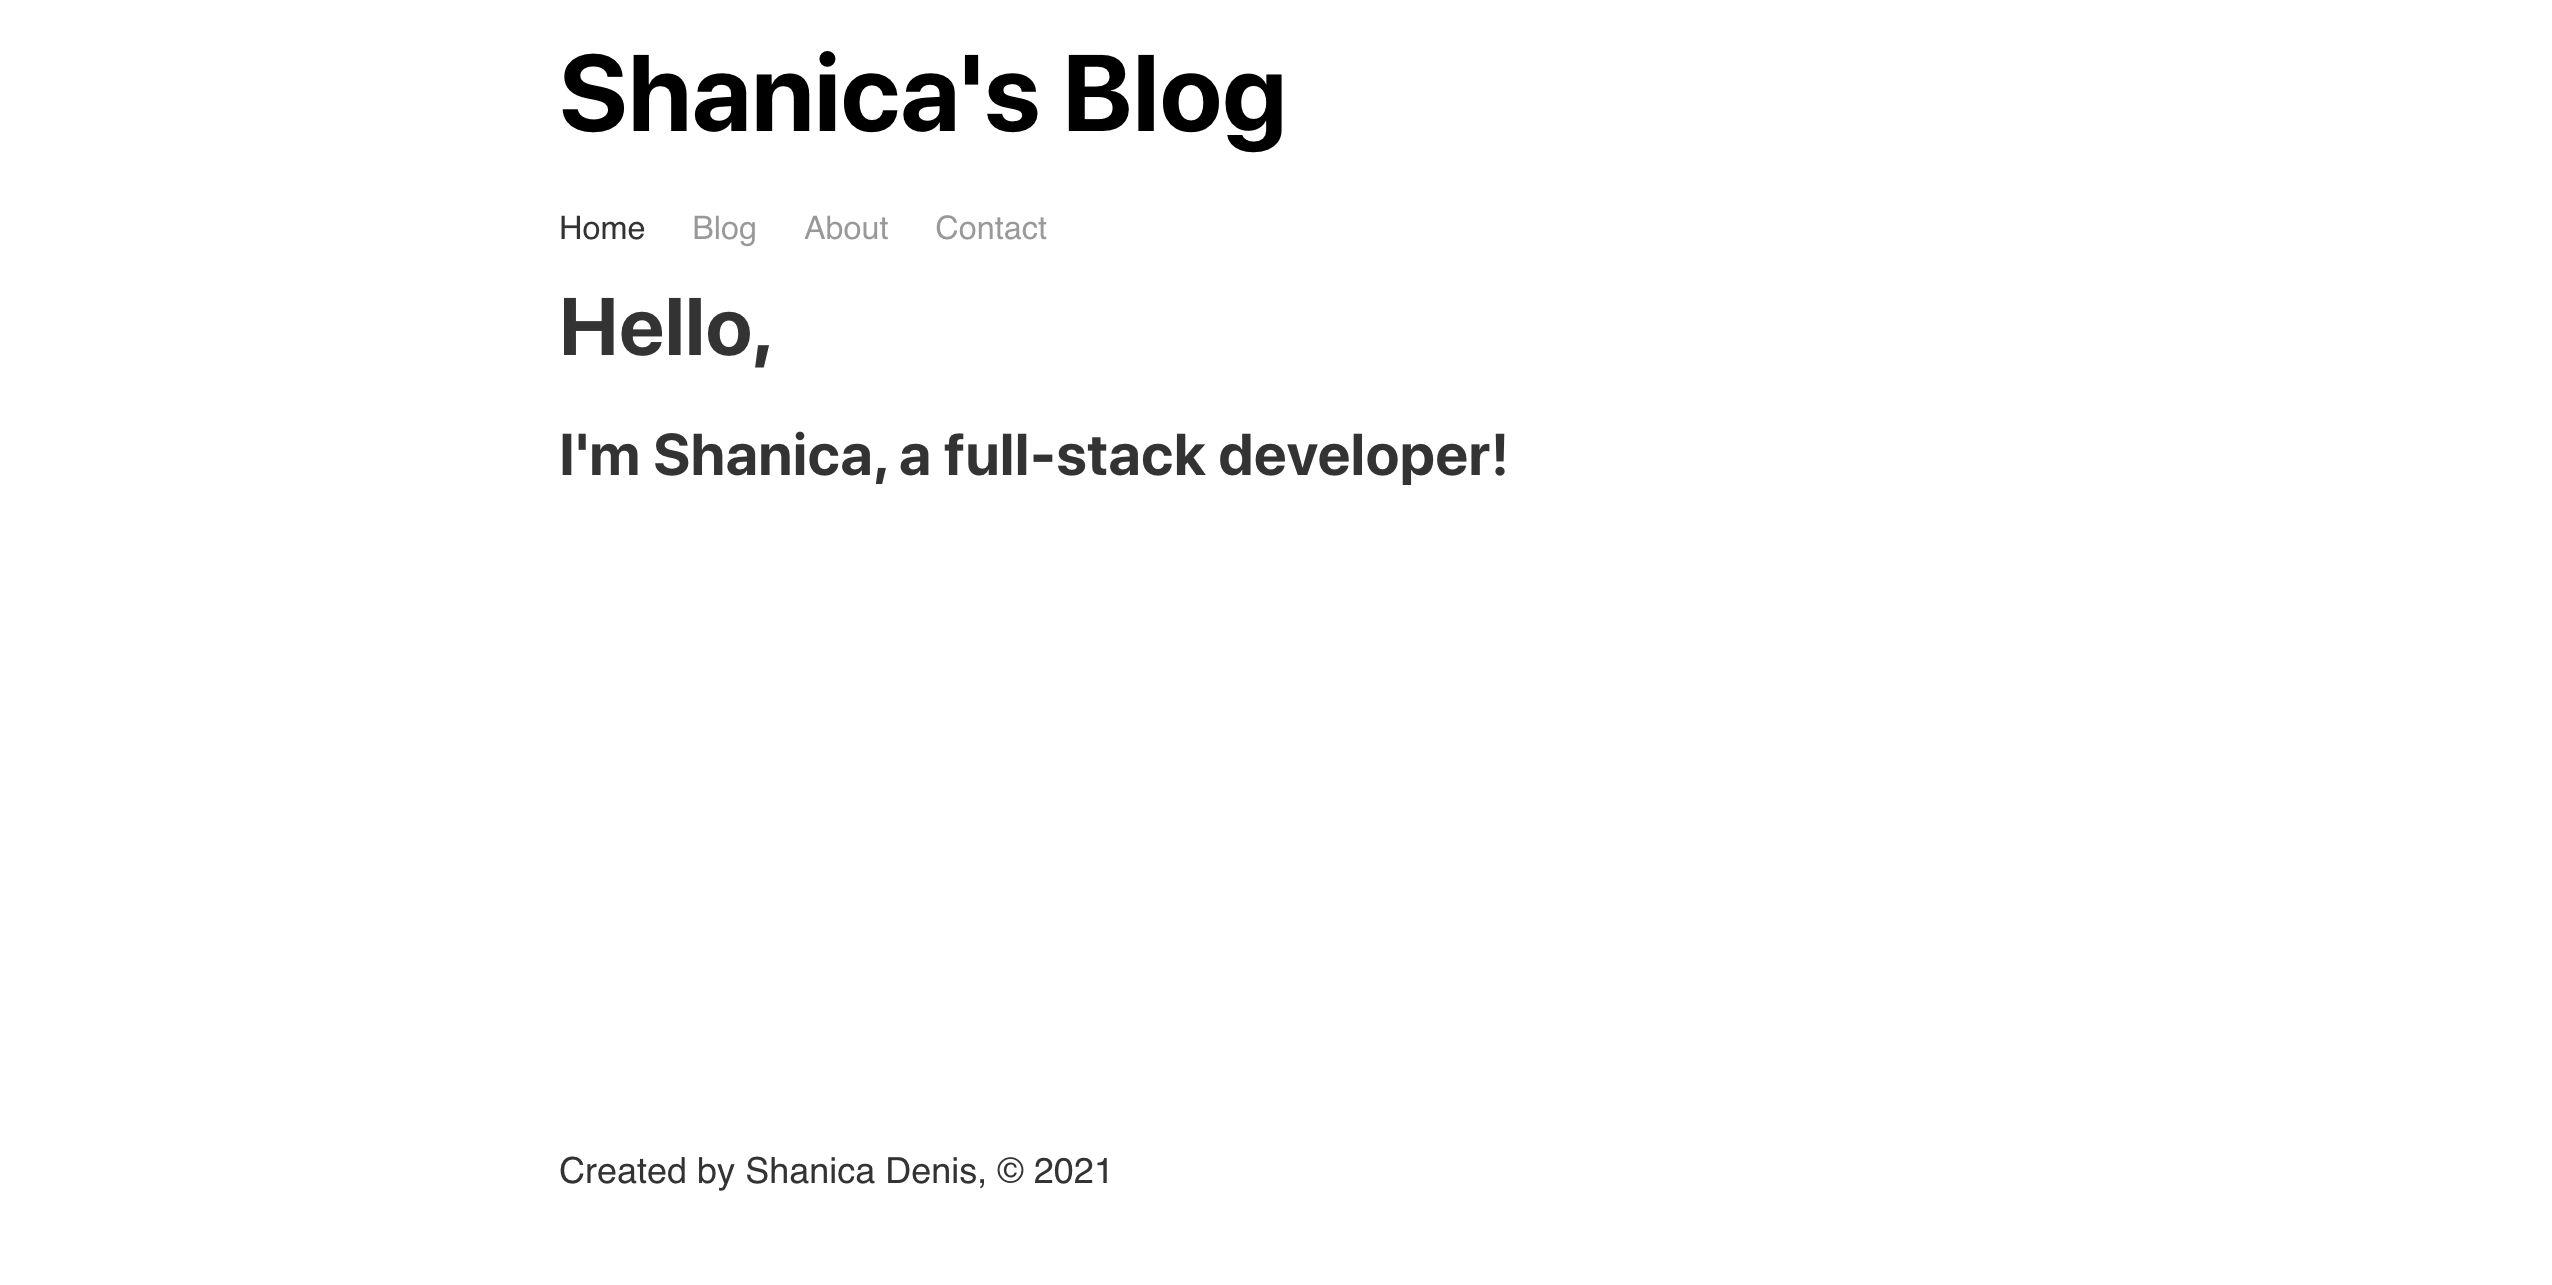 Shanica's Blog
Home Blog About Contact
Hello,
I'm Shanica, a full-stack developer!
Created by Shanica Denis, © 2021